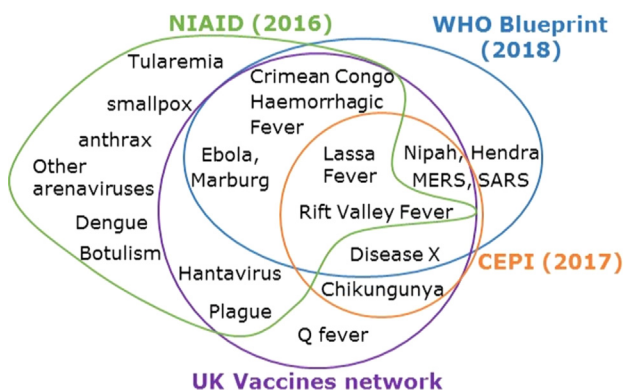 NIAID (2016)
WHO Blueprint
(2018)
Tularemia
Crimean Congo
Haemorrhagic
Fever
smallpox
anthrax
Ebola,
Marburg
Lassa
Fever
Nipah, Hendra
MERS, SARS
Other
arenaviruses
Rift Valley Fever
Dengue
Botulism
Disease X
CEPI (2017)
Hantavirus
Chikungunya
Plague
Q fever
UK Vaccines network